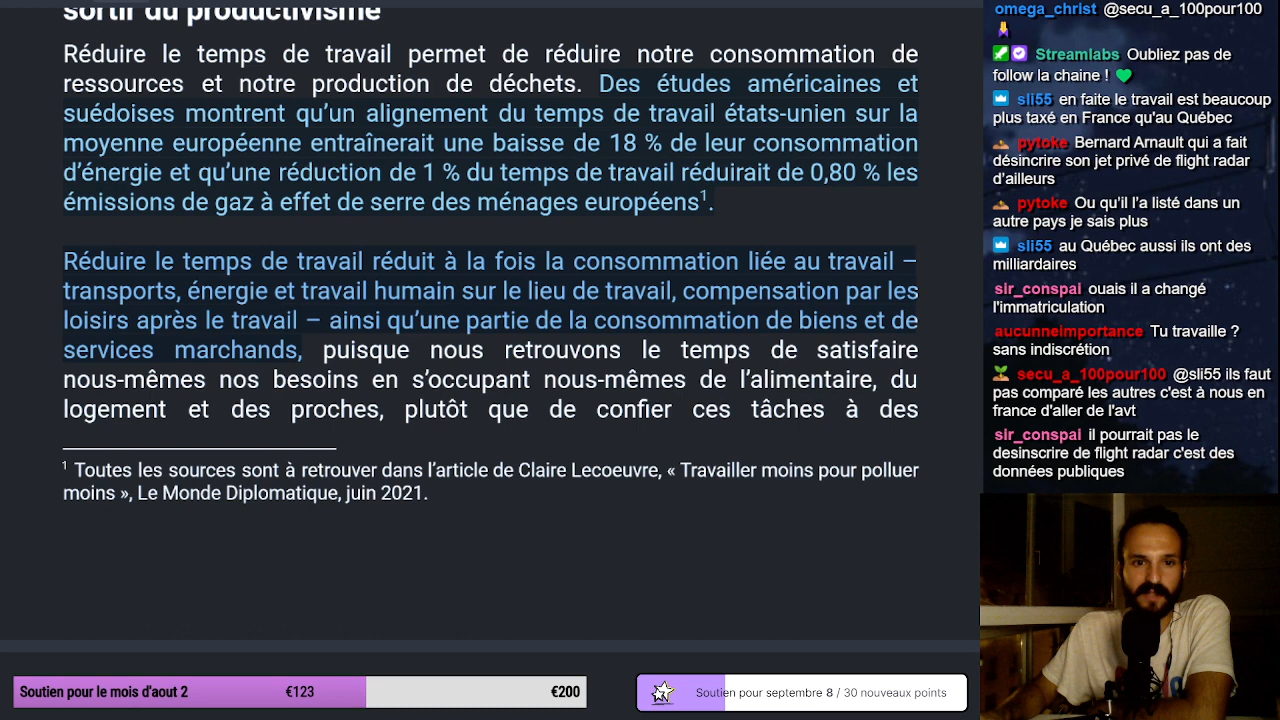 sortir du productivisme
Réduire le temps de travail permet de réduire notre consommation de
ressources et notre production de déchets. Des études américaines et
suédoises montrent qu’un alignement du temps de travail états-unien sur la
moyenne européenne entraînerait une baisse de 18 % de leur consommation
d’énergie et qu’une réduction de 1 % du temps de travail réduirait de 0,80 % les
émissions de gaz à effet de serre des ménages européens¹.
Réduire le temps de travail réduit à la fois la consommation liée au travail –
transports, énergie et travail humain sur le lieu de travail, compensation par les
loisirs après le travail – ainsi qu’une partie de la consommation de biens et de
services marchands, puisque nous retrouvons le temps de satisfaire
nous-mêmes nos besoins en s’occupant nous-mêmes de l’alimentaire, du
logement et des proches, plutôt que de confier ces tâches à des
¹ Toutes les sources sont à retrouver dans l’article de Claire Lecoeuvre, « Travailler moins pour polluer
moins », Le Monde Diplomatique, juin 2021.
Soutien pour le mois d'aout 2 €123 €200
Soutien pour septembre 8 / 30 nouveaux points
omega_christ @secu_a_100pour100
Streamlabs Oubliez pas de
follow la chaine !
sli55 en faite le travail est beaucoup
plus taxé en France qu'au Québec
pytoke Bernard Arnault qui a fait
désincrire son jet privé de flight radar
d’ailleurs
pytoke Ou qu’il l’a listé dans un
autre pays je sais plus
sli55 au Québec aussi ils ont des
milliardaires
sir_conspai ouais il a changé
l'immatriculation
aucunneimportance Tu travaille ?
sans indiscrétion
secu_a_100pour100 @sli55 ils faut
pas comparé les autres c'est à nous en
france d'aller de l'avt
sir_conspai il pourrait pas le
desinscrire de flight radar c'est des
données publiques